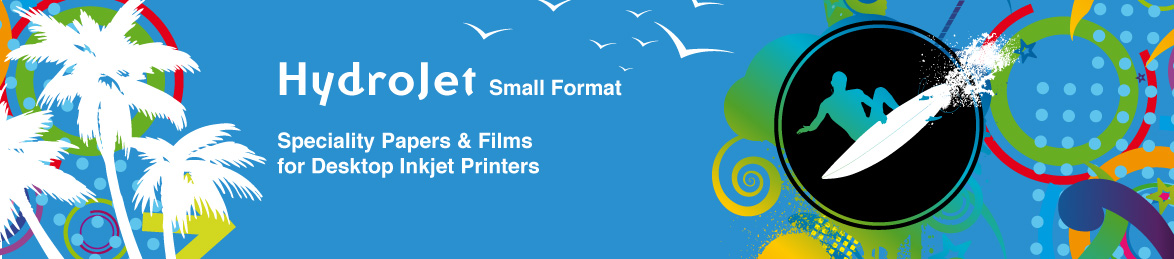 HydroJet Small Format
Speciality Papers & Films
for Desktop Inkjet Printers